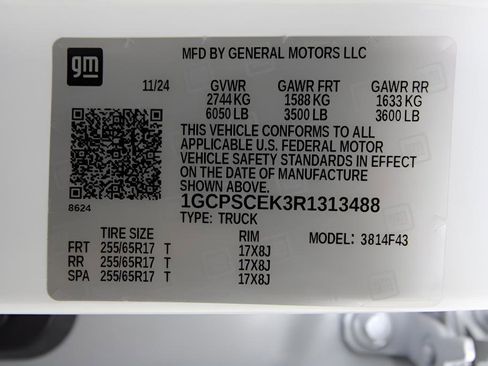 gm
MFD BY GENERAL MOTORS LLC
11/24 GVWR GAWR FRT GAWR RR
2744 KG 1588 KG 1633 KG
6050 LB 3500 LB 3600 LB
THIS VEHICLE CONFORMS TO ALL
APPLICABLE U.S. FEDERAL MOTOR
VEHICLE SAFETY STANDARDS IN EFFECT
ON THE DATE OF MANUFACTURE
SHOWN ABOVE.
8624
1GCPSCEK3R1313488
TYPE: TRUCK
TIRE SIZE RIM MODEL: 3814F43
FRT 255/65R17 T 17X8J
RR 255/65R17 T 17X8J
SPA 255/65R17 T 17X8J